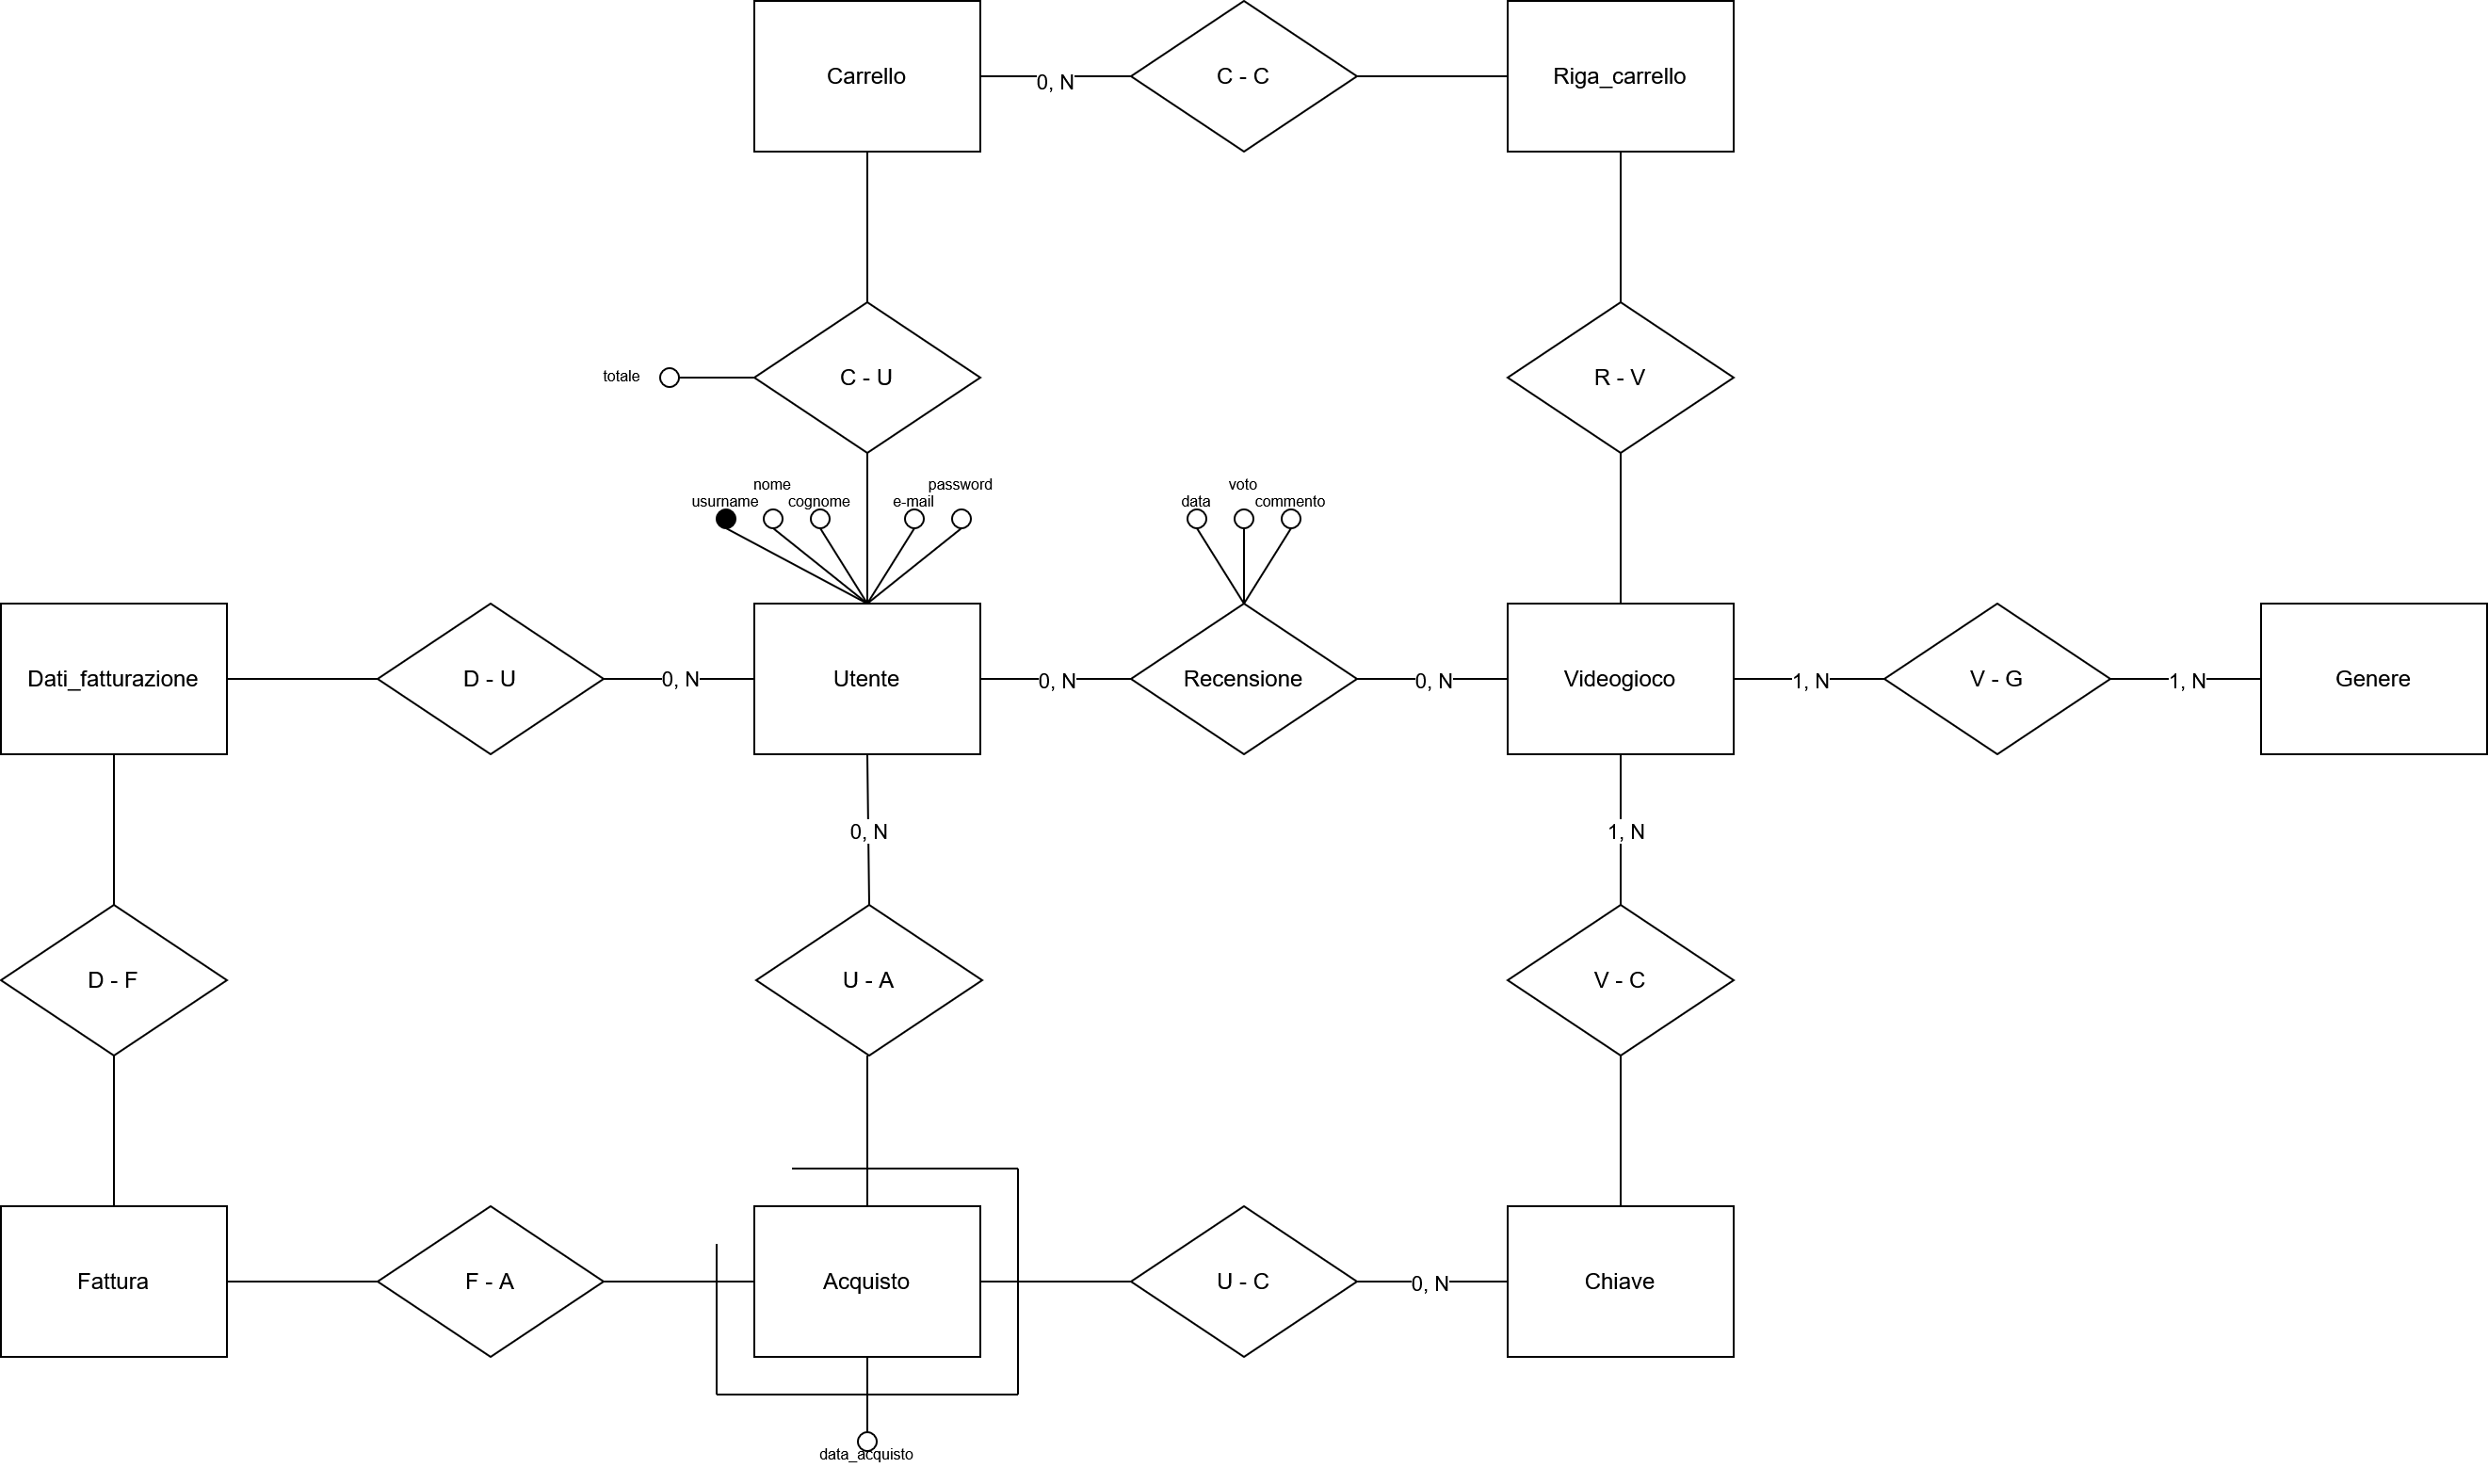 Carrello
0, N
C - C
Riga_carrello
totale
C - U
R - V
nome
password
voto
usurname
cognome
e-mail
data
commento
Dati_fatturazione
D - U
0, N
Utente
0, N
Recensione
0, N
Videogioco
1, N
V - G
1, N
Genere
0, N
1, N
D - F
U - A
V - C
Fattura
F - A
Acquisto
U - C
0, N
Chiave
data_acquisto